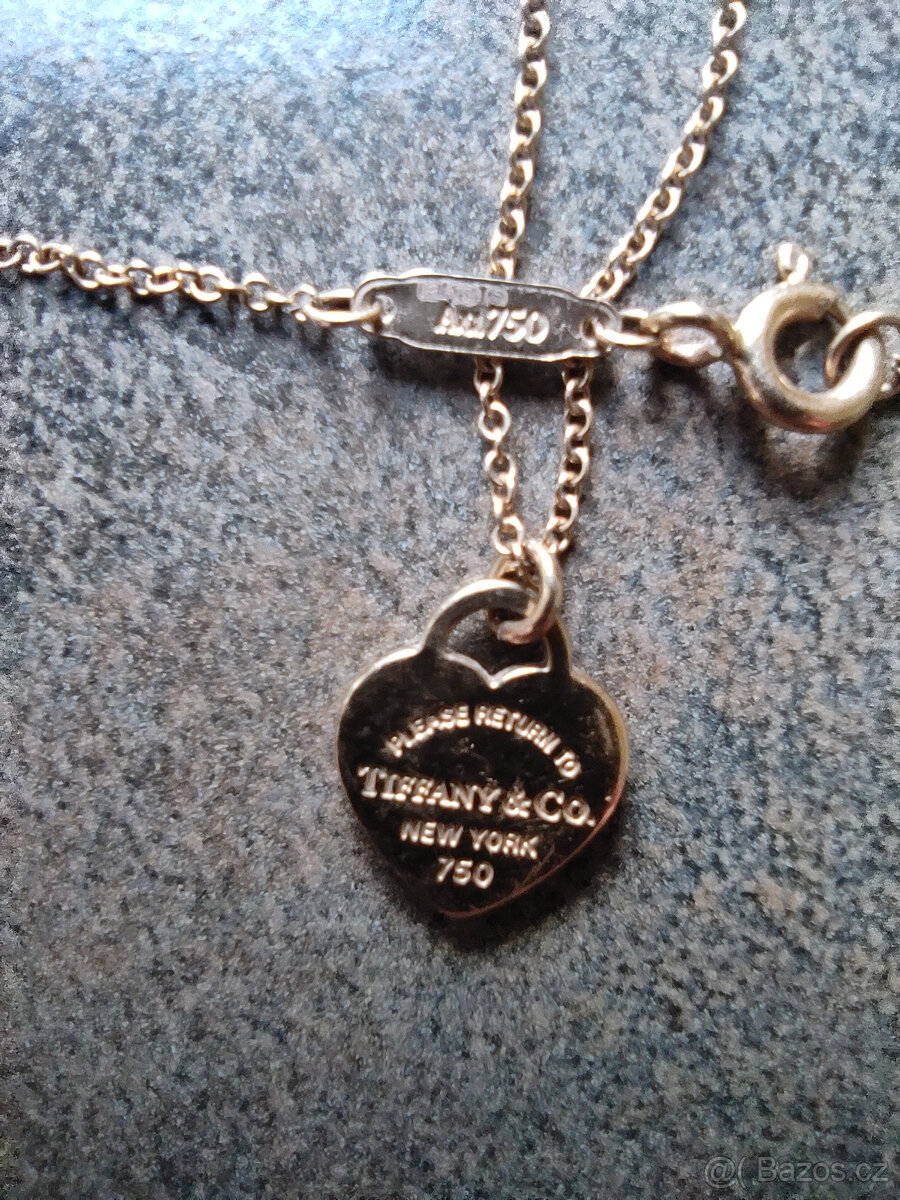 Au750
PLEASE RETURN TO
TIFFANY & CO.
NEW YORK
750
@( Bazos.cz